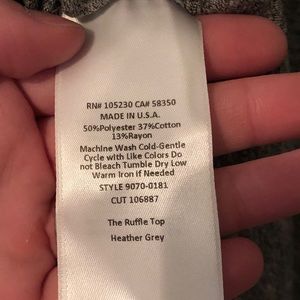 RN# 105230 CA# 58350
MADE IN U.S.A.
50%Polyester 37%Cotton
13%Rayon
Machine Wash Cold-Gentle
Cycle with Like Colors Do
not Bleach Tumble Dry Low
Warm Iron if Needed
STYLE 9070-0181
CUT 106887
The Ruffle Top
Heather Grey